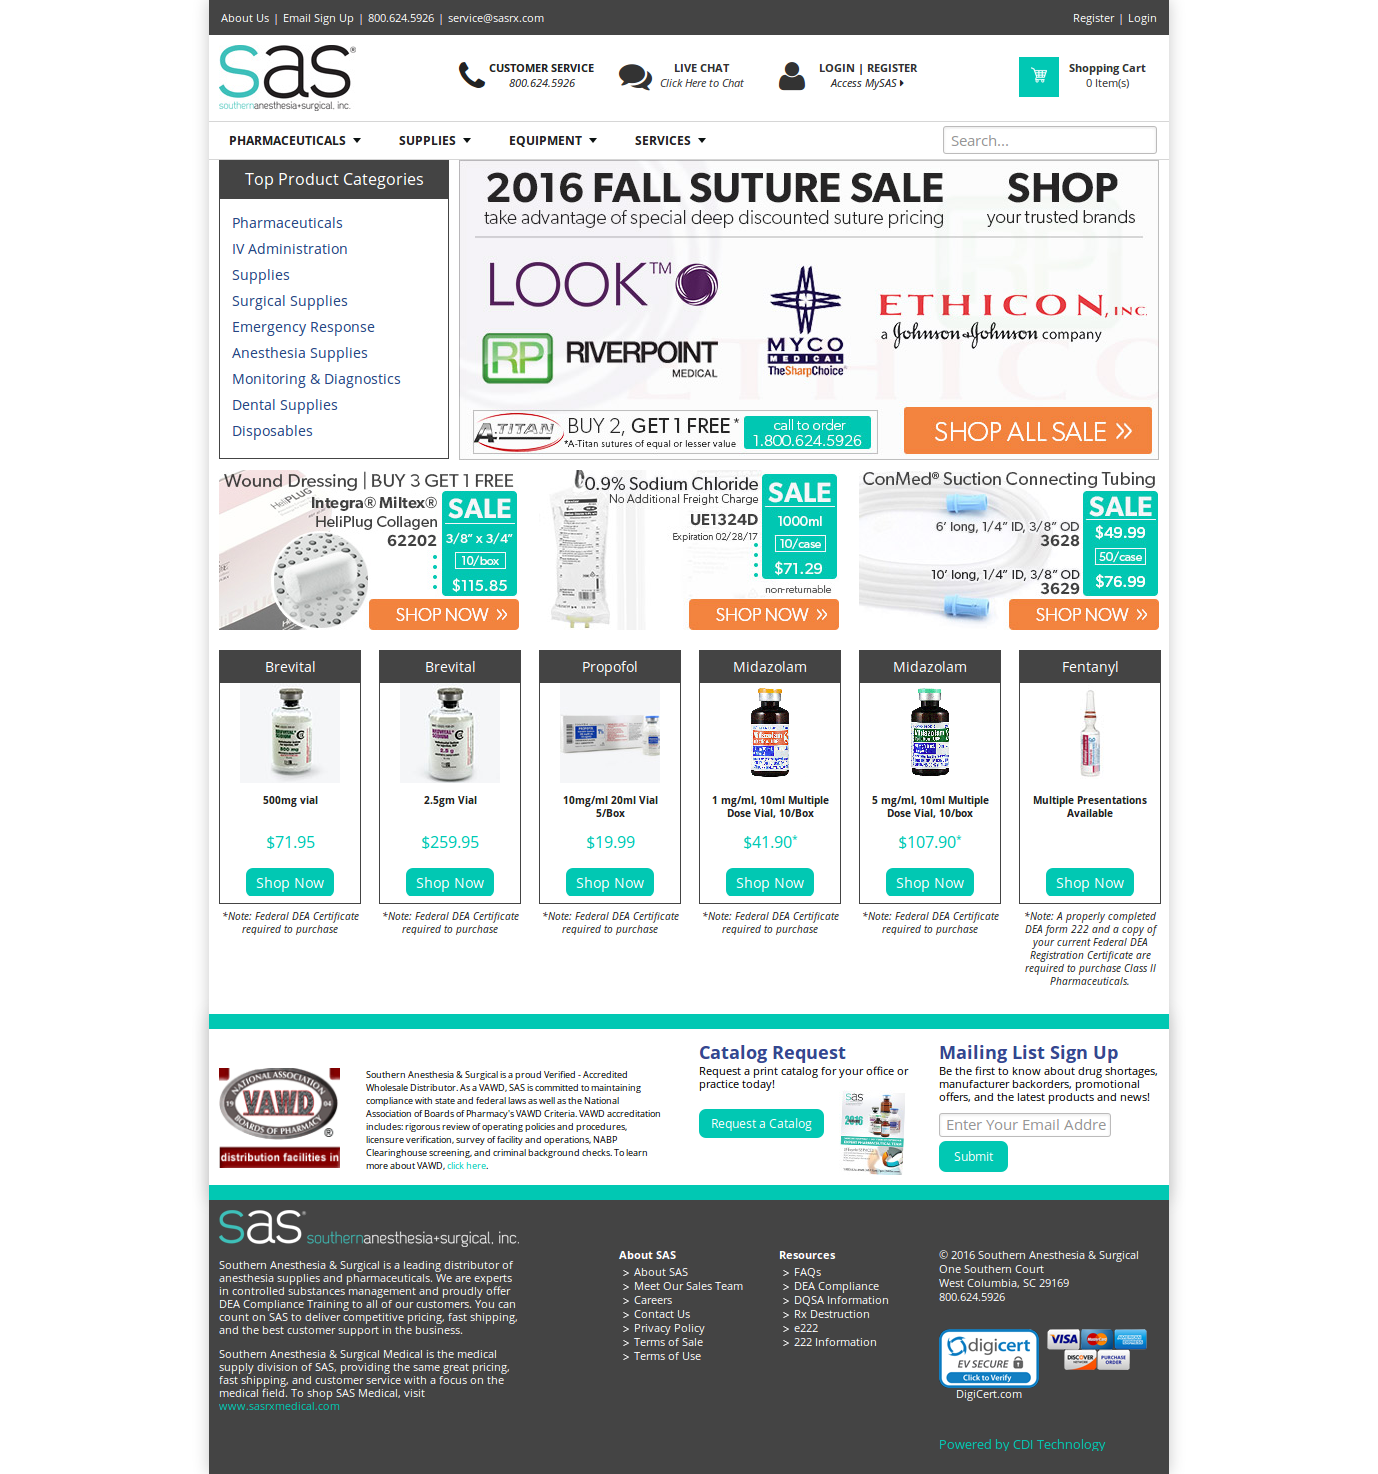 About Us | Email Sign Up | 800.624.5926 | service@sasrx.com
Register | Login
sas®
southernanesthesia+surgical, inc.
CUSTOMER SERVICE
800.624.5926
LIVE CHAT
Click Here to Chat
LOGIN | REGISTER
Access MySAS
Shopping Cart
0 Item(s)
PHARMACEUTICALS
SUPPLIES
EQUIPMENT
SERVICES
Search...
Top Product Categories
Pharmaceuticals
IV Administration
Supplies
Surgical Supplies
Emergency Response
Anesthesia Supplies
Monitoring & Diagnostics
Dental Supplies
Disposables
2016 FALL SUTURE SALE
take advantage of special deep discounted suture pricing
SHOP
your trusted brands
LOOK™
RP RIVERPOINT
MEDICAL
MYCO
MEDICAL
TheSharpChoice®
ETHICON, INC.
a Johnson & Johnson company
A-TITAN
BUY 2, GET 1 FREE*
*A-Titan sutures of equal or lesser value
call to order
1.800.624.5926
SHOP ALL SALE »
Wound Dressing | BUY 3 GET 1 FREE
Integra® Miltex®
HeliPlug Collagen
62202
SALE
3/8" x 3/4"
10/box
$115.85
SHOP NOW »
0.9% Sodium Chloride
No Additional Freight Charge
UE1324D
Expiration 02/28/17
SALE
1000ml
10/case
$71.29
non-returnable
SHOP NOW »
ConMed® Suction Connecting Tubing
6' long, 1/4" ID, 3/8" OD
3628
10' long, 1/4" ID, 3/8" OD
3629
SALE
$49.99
50/case
$76.99
SHOP NOW »
Brevital
500mg vial
$71.95
Shop Now
*Note: Federal DEA Certificate
required to purchase
Brevital
2.5gm Vial
$259.95
Shop Now
*Note: Federal DEA Certificate
required to purchase
Propofol
10mg/ml 20ml Vial
5/Box
$19.99
Shop Now
*Note: Federal DEA Certificate
required to purchase
Midazolam
1 mg/ml, 10ml Multiple
Dose Vial, 10/Box
$41.90*
Shop Now
*Note: Federal DEA Certificate
required to purchase
Midazolam
5 mg/ml, 10ml Multiple
Dose Vial, 10/box
$107.90*
Shop Now
*Note: Federal DEA Certificate
required to purchase
Fentanyl
Multiple Presentations
Available
Shop Now
*Note: A properly completed
DEA form 222 and a copy of
your current Federal DEA
Registration Certificate are
required to purchase Class II
Pharmaceuticals.
NATIONAL ASSOCIATION
19 VAWD 04
BOARDS OF PHARMACY
®
distribution facilities in
Southern Anesthesia & Surgical is a proud Verified - Accredited
Wholesale Distributor. As a VAWD, SAS is committed to maintaining
compliance with state and federal laws as well as the National
Association of Boards of Pharmacy's VAWD Criteria. VAWD accreditation
includes: rigorous review of operating policies and procedures,
licensure verification, survey of facility and operations, NABP
Clearinghouse screening, and criminal background checks. To learn
more about VAWD, click here.
Catalog Request
Request a print catalog for your office or
practice today!
Request a Catalog
sas
2016
Mailing List Sign Up
Be the first to know about drug shortages,
manufacturer backorders, promotional
offers, and the latest products and news!
Enter Your Email Addre
Submit
sas® southernanesthesia+surgical, inc.
Southern Anesthesia & Surgical is a leading distributor of
anesthesia supplies and pharmaceuticals. We are experts
in controlled substances management and proudly offer
DEA Compliance Training to all of our customers. You can
count on SAS to deliver competitive pricing, fast shipping,
and the best customer support in the business.
Southern Anesthesia & Surgical Medical is the medical
supply division of SAS, providing the same great pricing,
fast shipping, and customer service with a focus on the
medical field. To shop SAS Medical, visit
www.sasrxmedical.com
About SAS
> About SAS
> Meet Our Sales Team
> Careers
> Contact Us
> Privacy Policy
> Terms of Sale
> Terms of Use
Resources
> FAQs
> DEA Compliance
> DQSA Information
> Rx Destruction
> e222
> 222 Information
© 2016 Southern Anesthesia & Surgical
One Southern Court
West Columbia, SC 29169
800.624.5926
digicert
EV SECURE
Click to Verify
DigiCert.com
VISA
MasterCard
AMERICAN EXPRESS
DISCOVER NETWORK
PURCHASE ORDER
Powered by CDI Technology